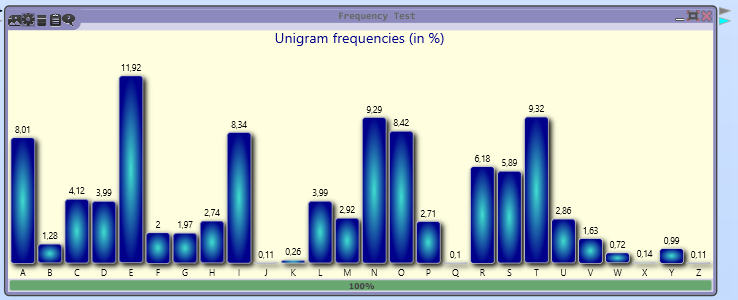 Frequency Test
Unigram frequencies (in %)
8,01 1,28 4,12 3,99 11,92 2 1,97 2,74 8,34 0,11 0,26 3,99 2,92 9,29 8,42 2,71 0,1 6,18 5,89 9,32 2,86 1,63 0,72 0,14 0,99 0,11
A B C D E F G H I J K L M N O P Q R S T U V W X Y Z
100%